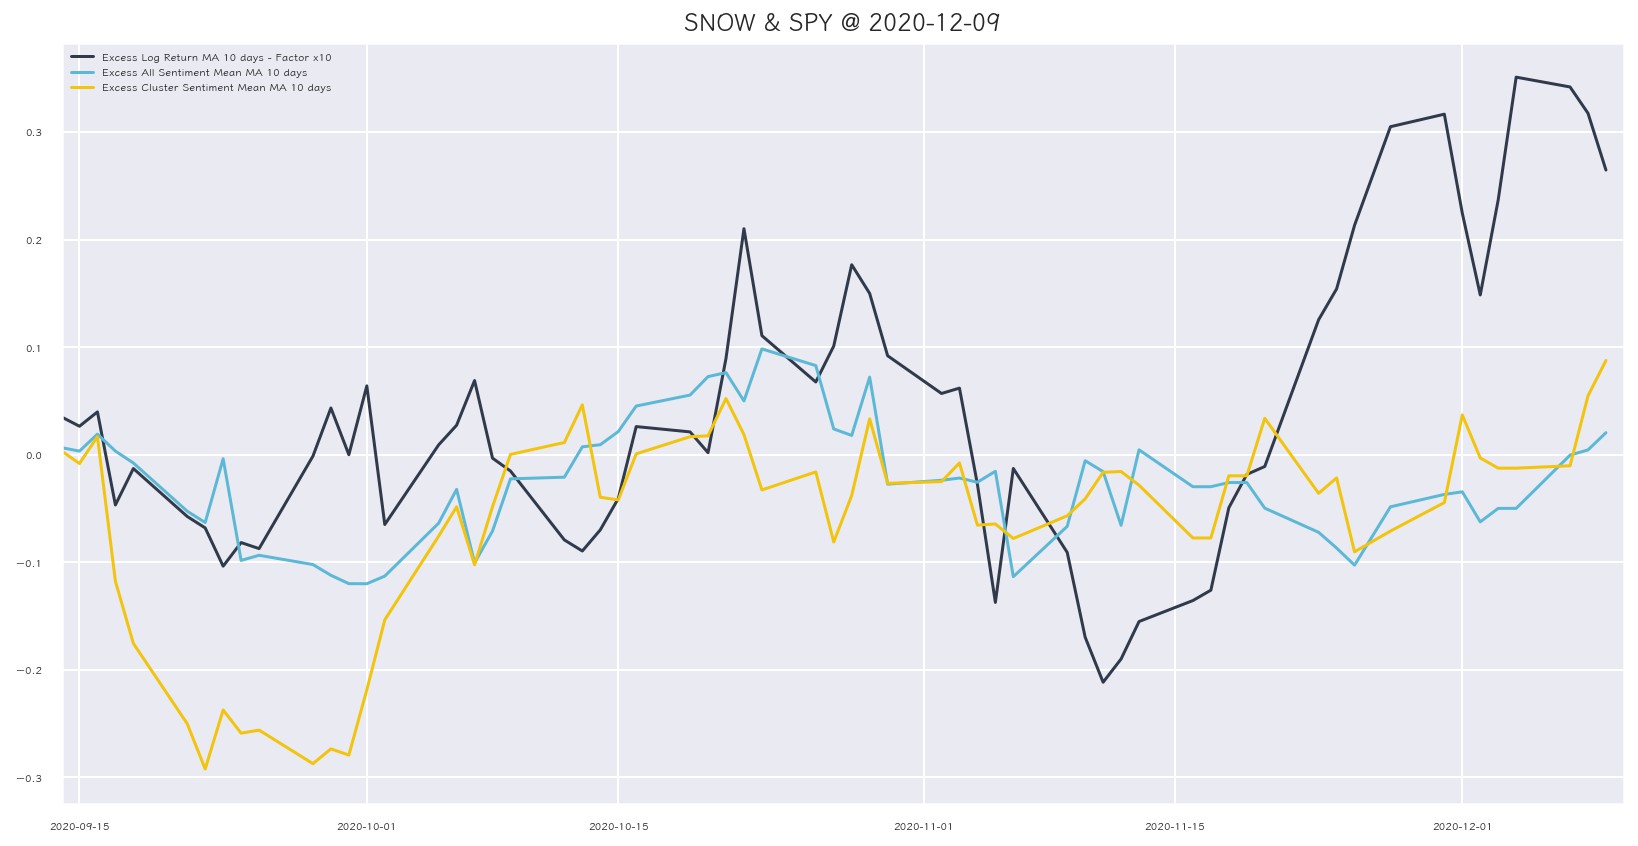 SNOW & SPY @ 2020-12-09
Excess Log Return MA 10 days - Factor x10
Excess All Sentiment Mean MA 10 days
Excess Cluster Sentiment Mean MA 10 days
0.3
0.2
0.1
0.0
−0.1
−0.2
−0.3
2020-09-15 2020-10-01 2020-10-15 2020-11-01 2020-11-15 2020-12-01